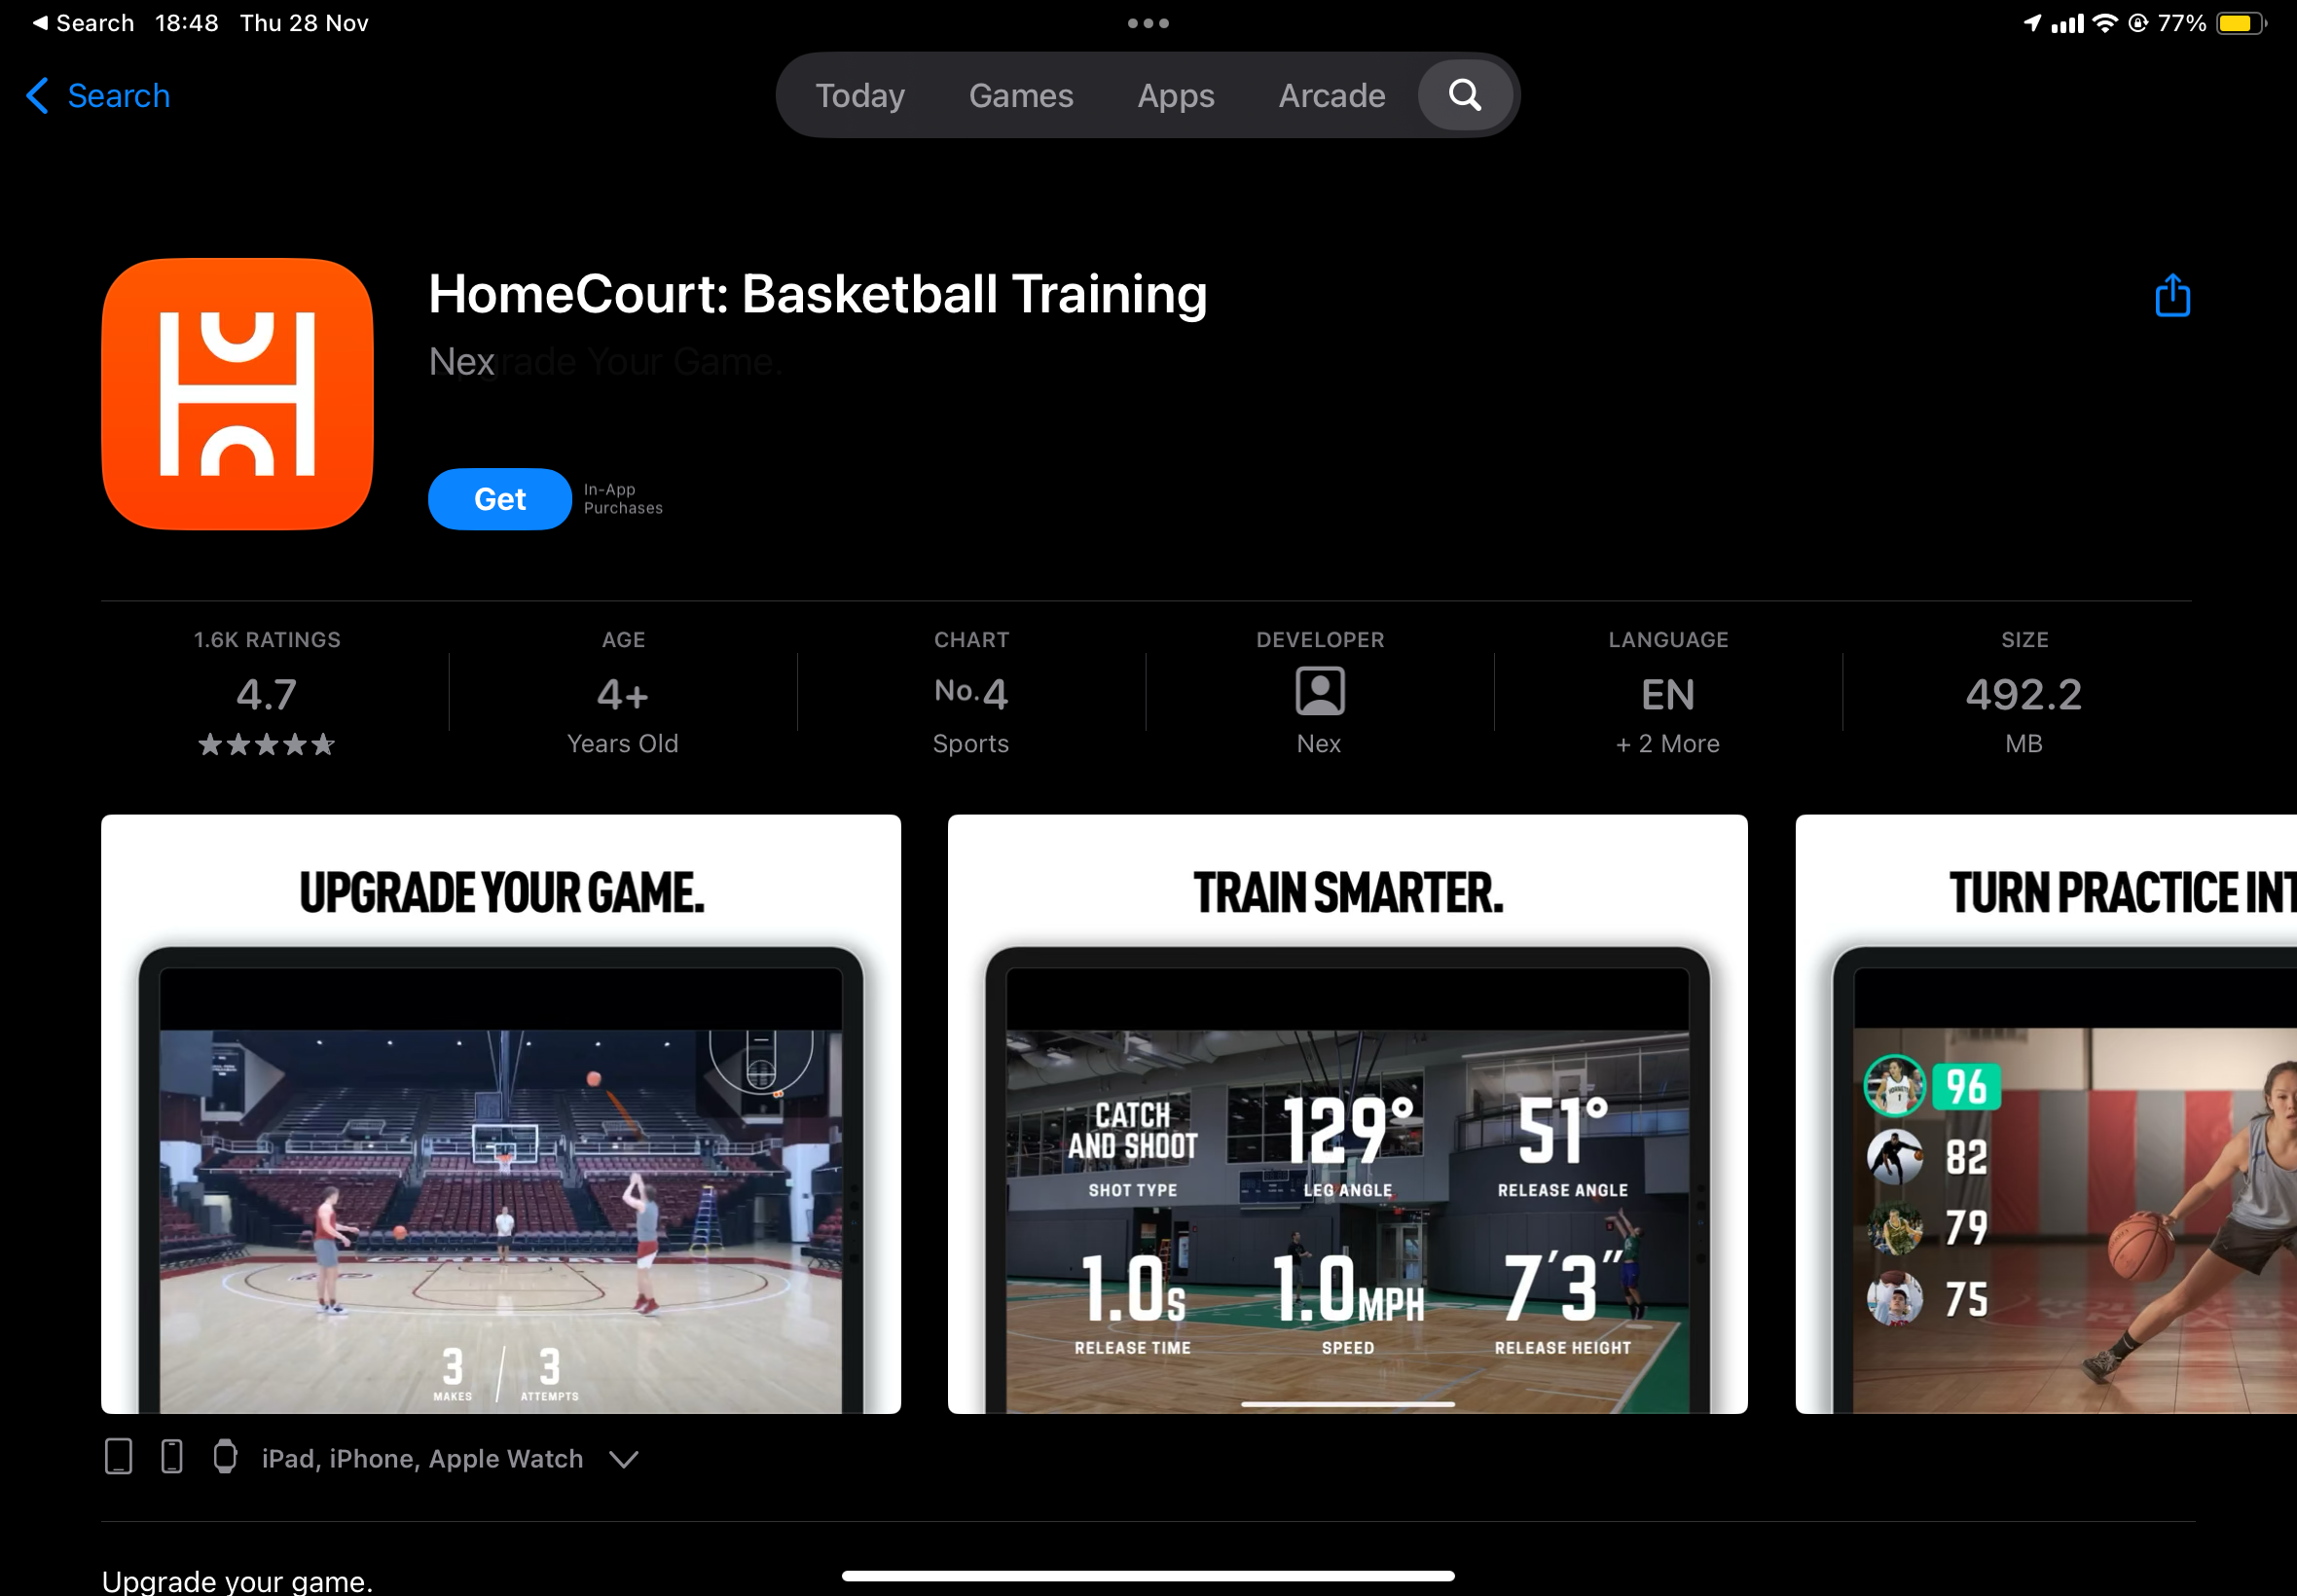 Search 18:48 Thu 28 Nov
77%
Search
Today Games Apps Arcade
HomeCourt: Basketball Training
Nex
Upgrade Your Game.
Get
In-App
Purchases
1.6K RATINGS
4.7
AGE
4+
Years Old
CHART
No.4
Sports
DEVELOPER
Nex
LANGUAGE
EN
+ 2 More
SIZE
492.2
MB
UPGRADE YOUR GAME.
3
MAKES
3
ATTEMPTS
TRAIN SMARTER.
CATCH
AND SHOOT
SHOT TYPE
129°
LEG ANGLE
51°
RELEASE ANGLE
1.0s
RELEASE TIME
1.0MPH
SPEED
7'3"
RELEASE HEIGHT
TURN PRACTICE INT
96
82
79
75
iPad, iPhone, Apple Watch
Upgrade your game.